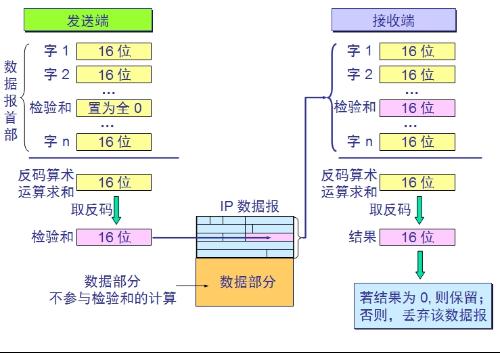 发送端
数据报首部
字 1
16 位
字 2
16 位
...
检验和
置为全 0
...
字 n
16 位
反码算术
运算求和
16 位
取反码
检验和
16 位
数据部分
不参与检验和的计算
IP 数据报
数据部分
接收端
字 1
16 位
字 2
16 位
...
检验和
16 位
...
字 n
16 位
反码算术
运算求和
16 位
取反码
结果
16 位
若结果为 0, 则保留；
否则，丢弃该数据报